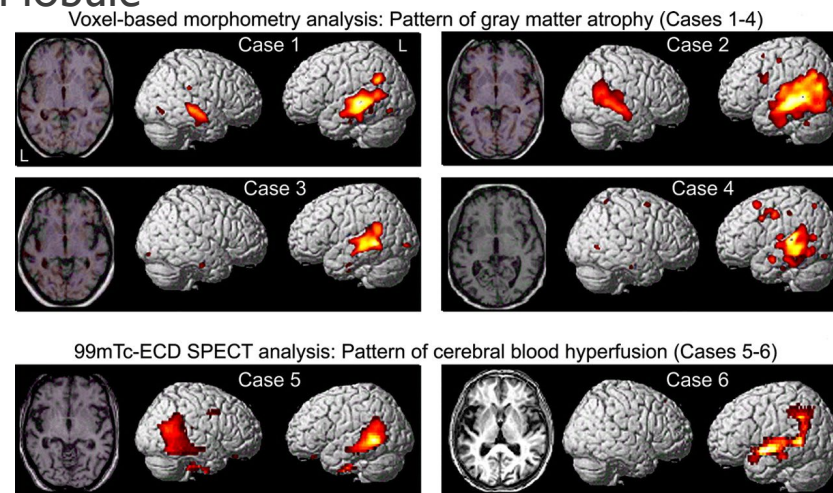 Voxel-based morphometry analysis: Pattern of gray matter atrophy (Cases 1-4)
Case 1
L
L
Case 2
Case 3
Case 4
99mTc-ECD SPECT analysis: Pattern of cerebral blood hyperfusion (Cases 5-6)
Case 5
Case 6